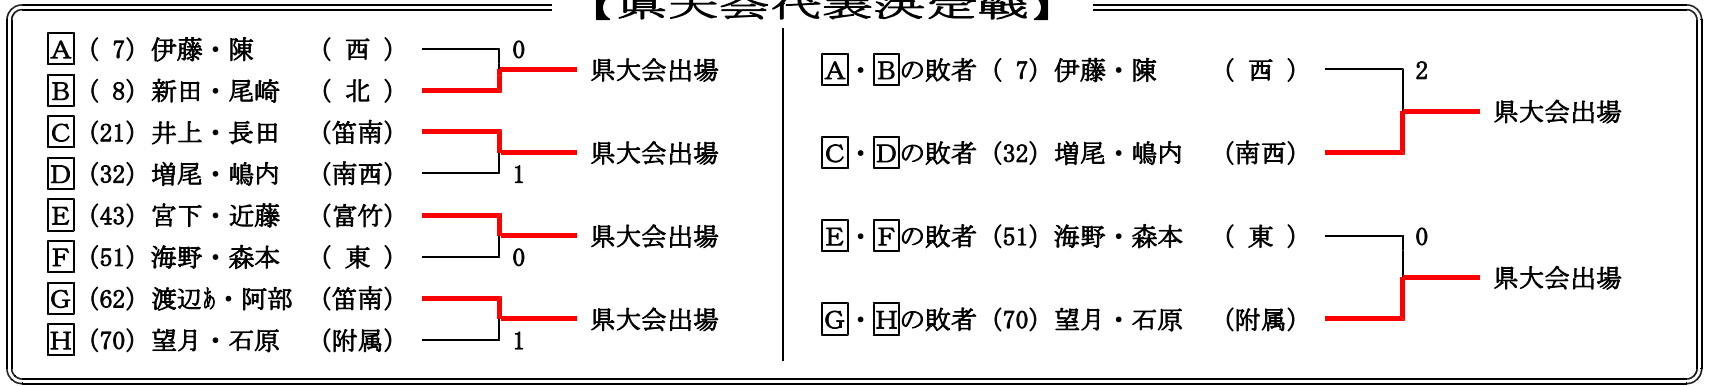 【県大会代表決定戦】
A ( 7) 伊藤・陳 ( 西 ) 0
県大会出場
B ( 8) 新田・尾崎 ( 北 )
C (21) 井上・長田 (笛南)
県大会出場
D (32) 増尾・嶋内 (南西) 1
E (43) 宮下・近藤 (富竹)
県大会出場
F (51) 海野・森本 ( 東 ) 0
G (62) 渡辺あ・阿部 (笛南)
県大会出場
H (70) 望月・石原 (附属) 1
A・Bの敗者 ( 7) 伊藤・陳 ( 西 ) 2
県大会出場
C・Dの敗者 (32) 増尾・嶋内 (南西)
E・Fの敗者 (51) 海野・森本 ( 東 ) 0
県大会出場
G・Hの敗者 (70) 望月・石原 (附属)